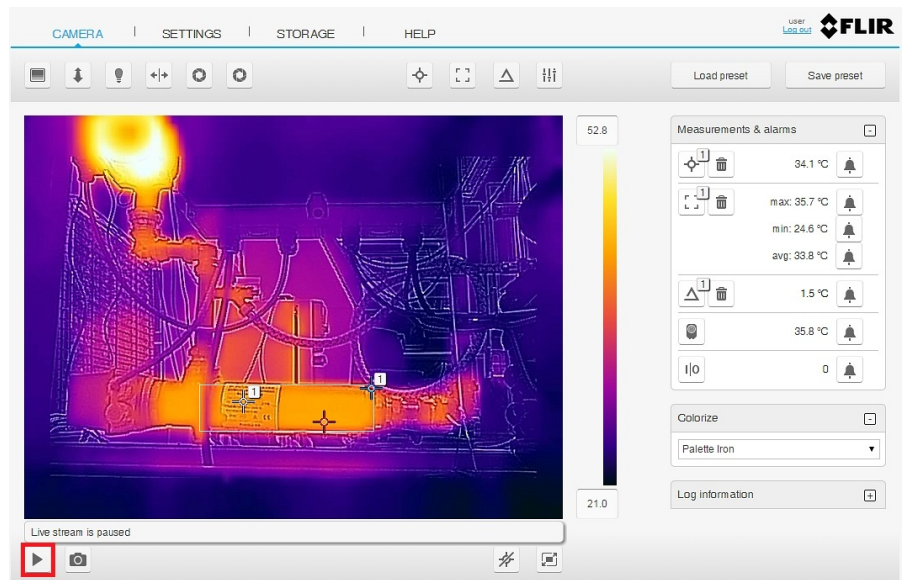 CAMERA
SETTINGS
STORAGE
HELP
user
Log out
FLIR
Load preset
Save preset
52.8
21.0
1
1
Live stream is paused
Measurements & alarms
-
1
34.1 °C
1
max: 35.7 °C
min: 24.6 °C
avg: 33.8 °C
1
1.5 °C
35.8 °C
I|O
0
Colorize
-
Palette Iron
Log information
+